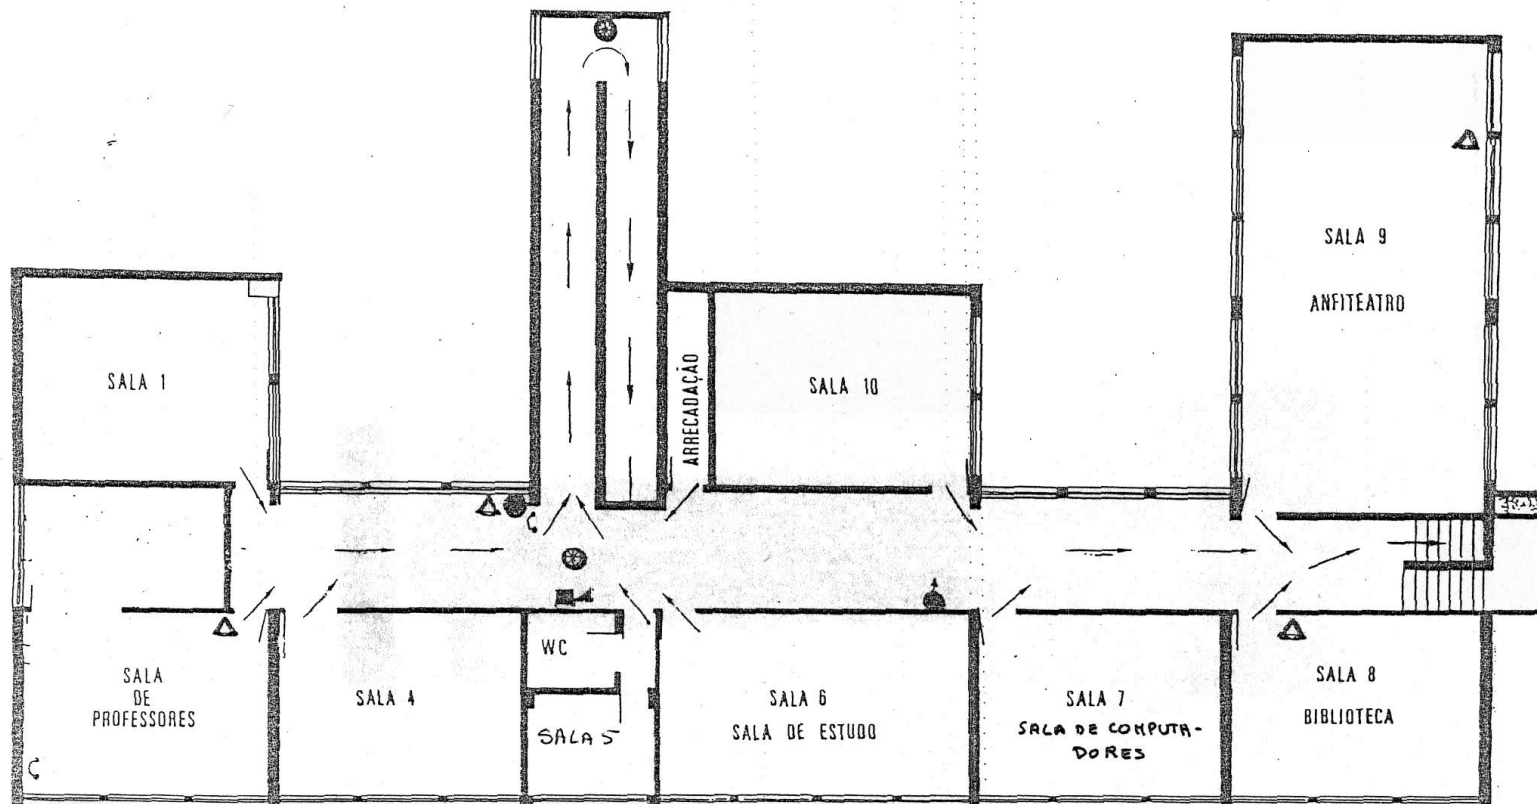 SALA 9
ANFITEATRO
SALA 1
ARRECADAÇÃO
SALA 10
WC
SALA
DE
PROFESSORES
SALA 4
SALA 5
SALA 6
SALA DE ESTUDO
SALA 7
SALA DE COMPUTA-
DORES
SALA 8
BIBLIOTECA